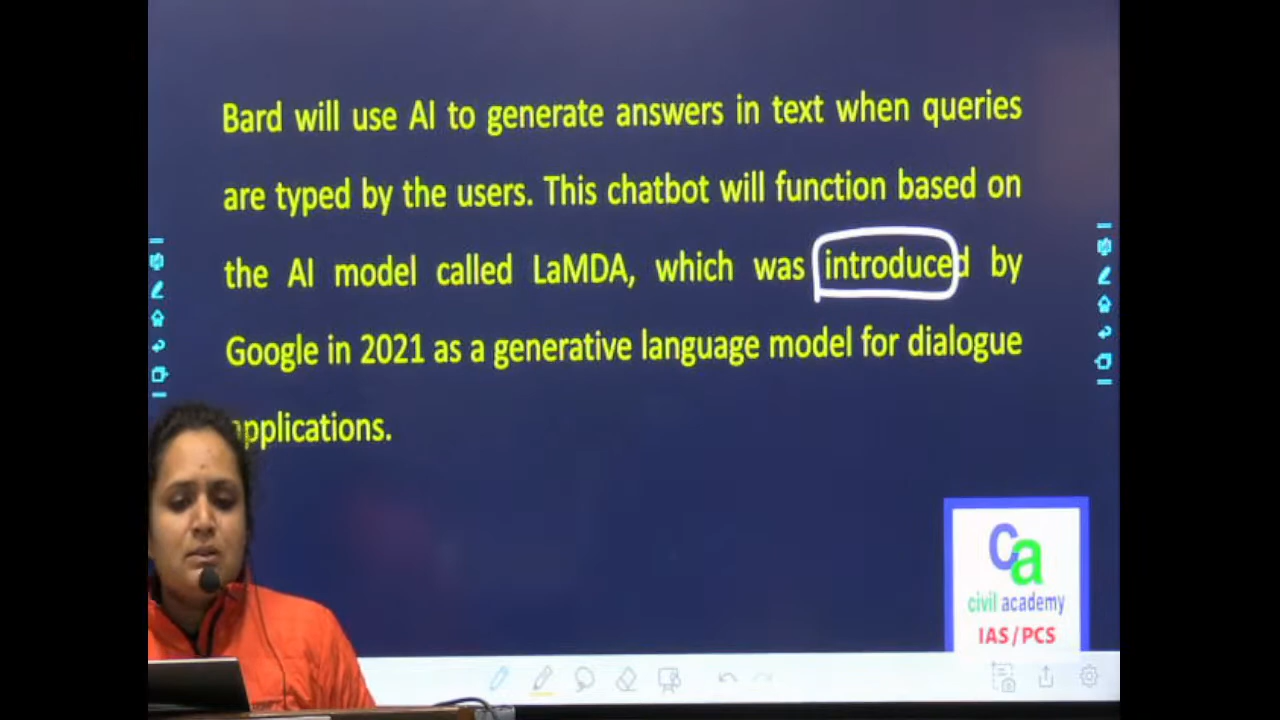 Bard will use AI to generate answers in text when queries
are typed by the users. This chatbot will function based on
the AI model called LaMDA, which was introduced by
Google in 2021 as a generative language model for dialogue
applications.
Ca
civil academy
IAS/PCS